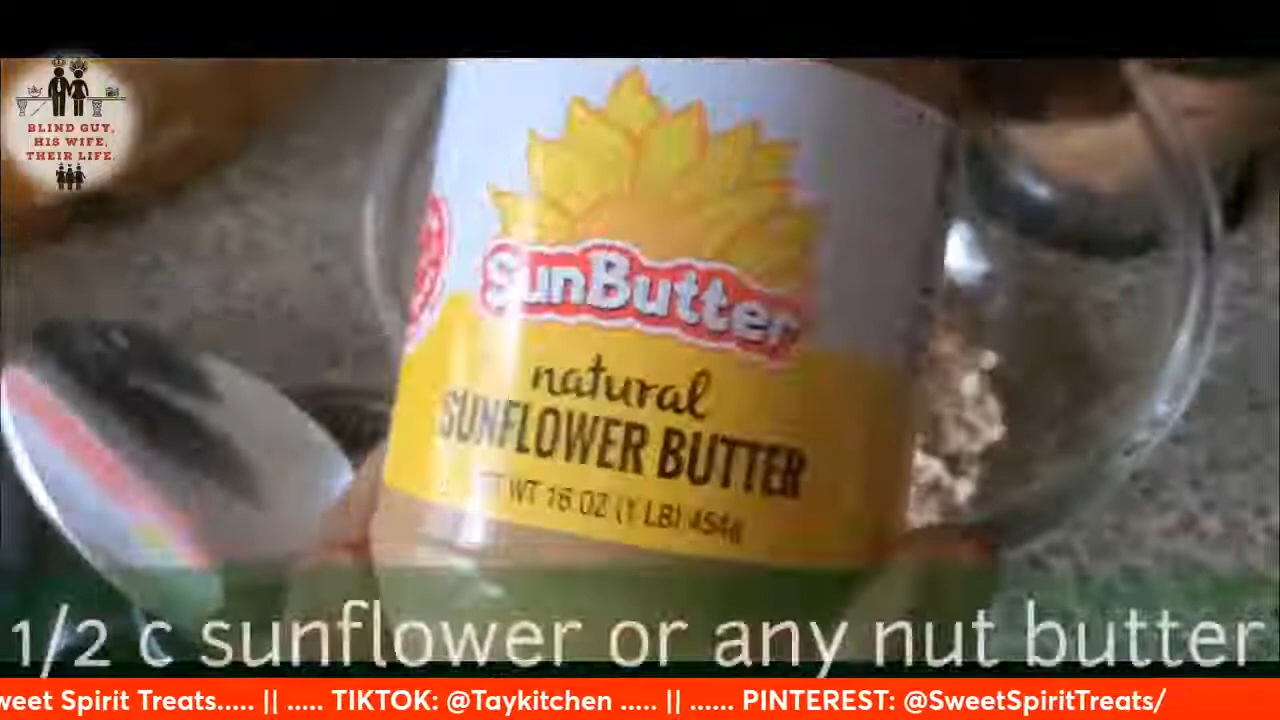 BLIND GUY,
HIS WIFE,
THEIR LIFE.
SunButter
natural
SUNFLOWER BUTTER
WT 16 OZ (1 LB) 454g
1/2 c sunflower or any nut butter
weet Spirit Treats..... || ..... TIKTOK: @Taykitchen ..... || ...... PINTEREST: @SweetSpiritTreats/